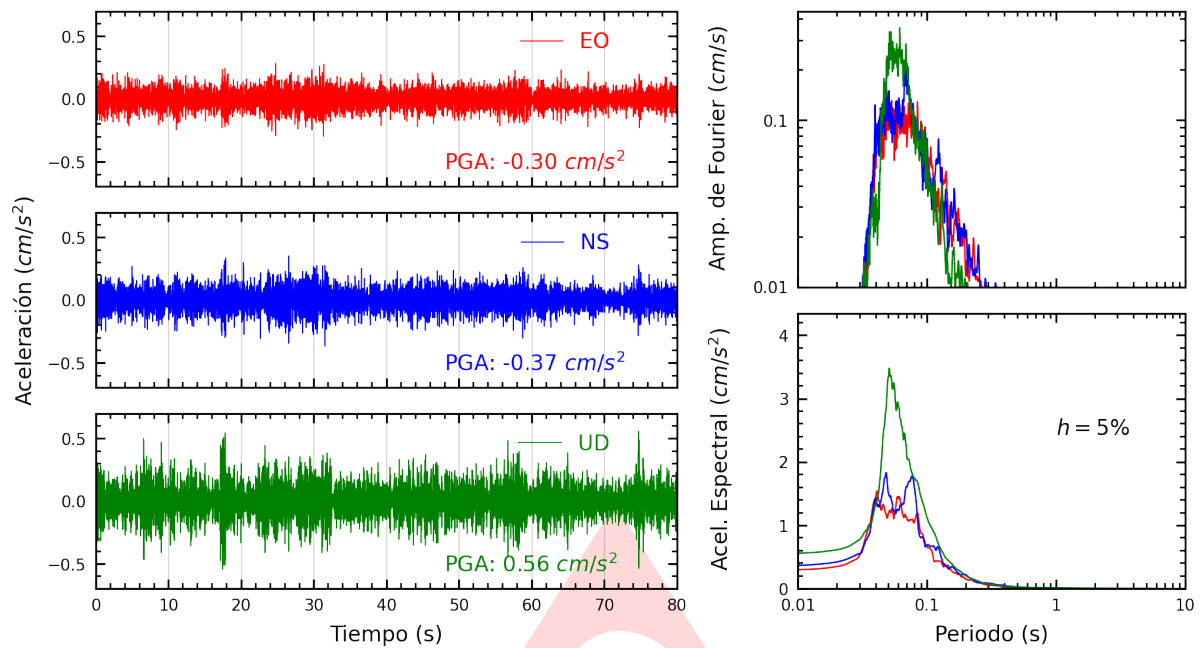 Aceleración (cm/s²)
0.5
0.0
−0.5
EO
PGA: -0.30 cm/s²
0.5
0.0
−0.5
NS
PGA: -0.37 cm/s²
0.5
0.0
−0.5
UD
PGA: 0.56 cm/s²
0 10 20 30 40 50 60 70 80
Tiempo (s)
Amp. de Fourier (cm/s)
0.1
0.01
Acel. Espectral (cm/s²)
4
3
2
1
0
h = 5%
0.01 0.1 1 10
Periodo (s)